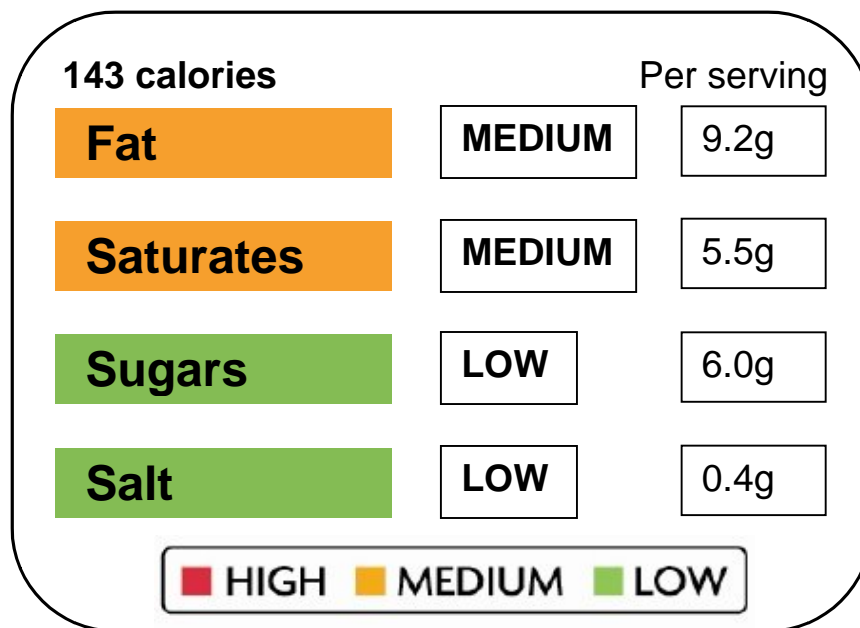 143 calories Per serving
Fat MEDIUM 9.2g
Saturates MEDIUM 5.5g
Sugars LOW 6.0g
Salt LOW 0.4g
HIGH MEDIUM LOW